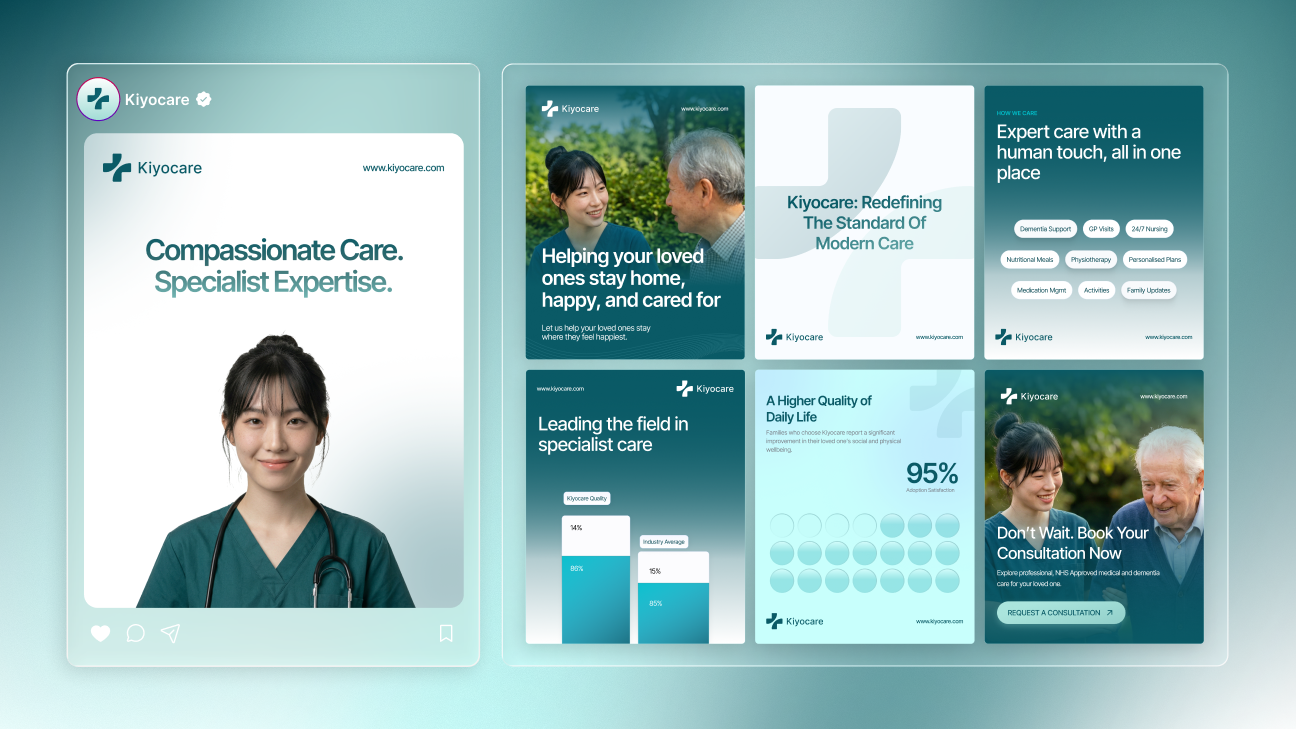 Kiyocare
Kiyocare
www.kiyocare.com
Compassionate Care.
Specialist Expertise.
Kiyocare
www.kiyocare.com
Helping your loved
ones stay home,
happy, and cared for
Let us help your loved ones stay
where they feel happiest.
Kiyocare: Redefining
The Standard Of
Modern Care
Kiyocare
www.kiyocare.com
HOW WE CARE
Expert care with a
human touch, all in one
place
Dementia Support
GP Visits
24/7 Nursing
Nutritional Meals
Physiotherapy
Personalised Plans
Medication Mgmt
Activities
Family Updates
Kiyocare
www.kiyocare.com
www.kiyocare.com
Kiyocare
Leading the field in
specialist care
Kiyocare Quality
14%
86%
Industry Average
15%
85%
A Higher Quality of
Daily Life
Families who choose Kiyocare report a significant
improvement in their loved one's social and physical
wellbeing.
95%
Adoption Satisfaction
Kiyocare
www.kiyocare.com
Kiyocare
www.kiyocare.com
Don't Wait. Book Your
Consultation Now
Explore professional, NHS Approved medical and dementia
care for your loved one.
REQUEST A CONSULTATION